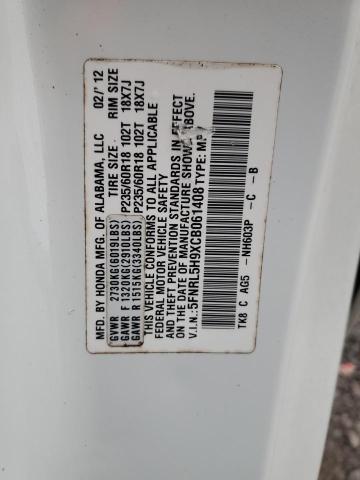 MFD. BY HONDA MFG. OF ALABAMA, LLC 02/'12
TIRE SIZE RIM SIZE
GVWR 2730KG(6019LBS)
GAWR F 1320KG(2910LBS) P235/60R18 102T 18X7J
GAWR R 1515KG(3340LBS) P235/60R18 102T 18X7J
THIS VEHICLE CONFORMS TO ALL APPLICABLE
FEDERAL MOTOR VEHICLE SAFETY
AND THEFT PREVENTION STANDARDS IN EFFECT
ON THE DATE OF MANUFACTURE SHOWN ABOVE.
V.I.N.: 5FNRL5H9XCB061408 TYPE: MP
TK8 C AG5 -NH603P -C -B